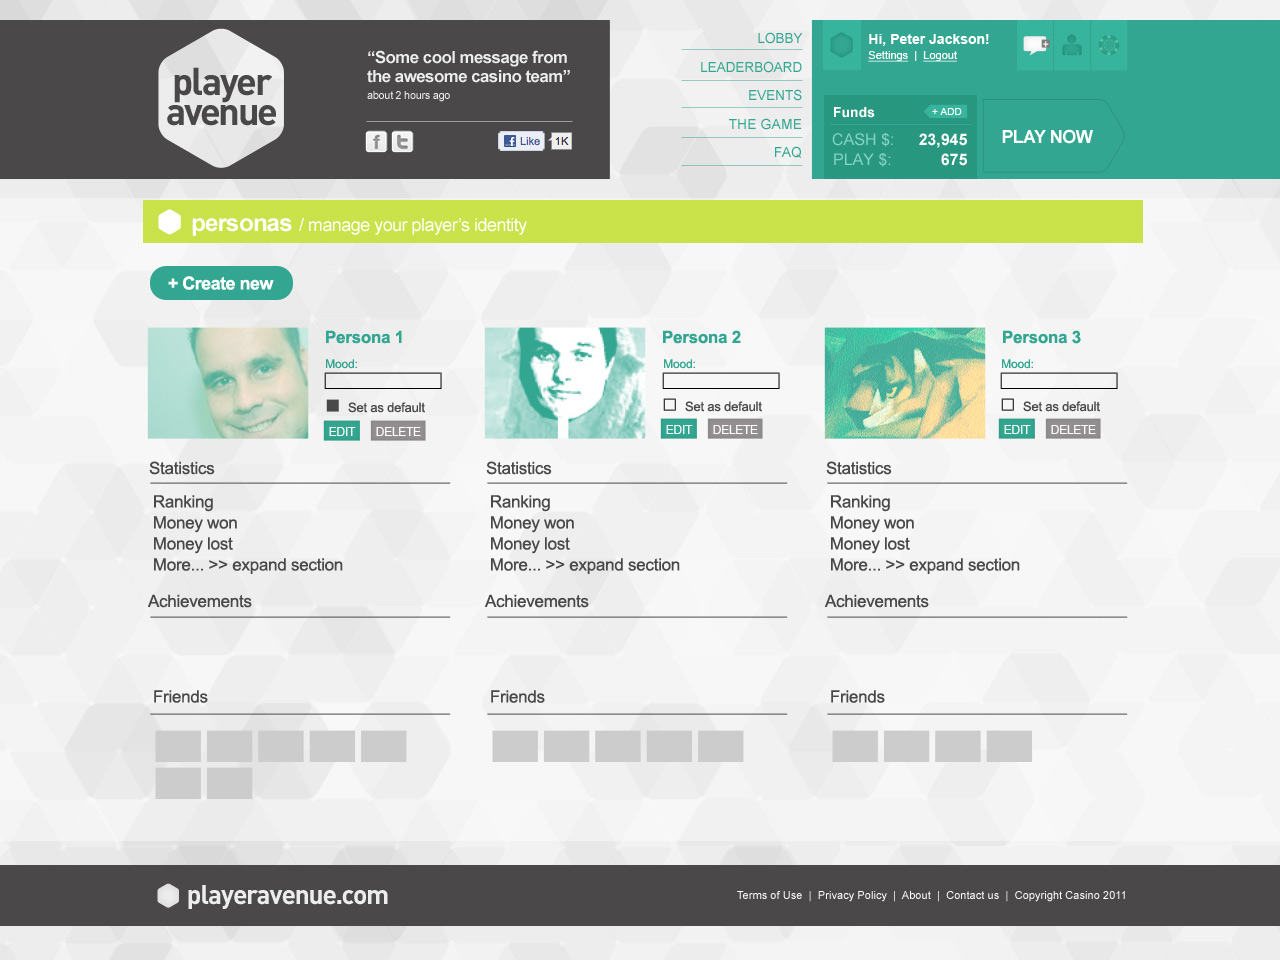 player
avenue
“Some cool message from
the awesome casino team”
about 2 hours ago
f t
f Like 1K
LOBBY
LEADERBOARD
EVENTS
THE GAME
FAQ
Hi, Peter Jackson!
Settings | Logout
Funds + ADD
CASH $: 23,945
PLAY $: 675
PLAY NOW
personas / manage your player’s identity
+ Create new
Persona 1
Mood:
Set as default
EDIT DELETE
Statistics
Ranking
Money won
Money lost
More... >> expand section
Achievements
Friends
Persona 2
Mood:
Set as default
EDIT DELETE
Statistics
Ranking
Money won
Money lost
More... >> expand section
Achievements
Friends
Persona 3
Mood:
Set as default
EDIT DELETE
Statistics
Ranking
Money won
Money lost
More... >> expand section
Achievements
Friends
playeravenue.com
Terms of Use | Privacy Policy | About | Contact us | Copyright Casino 2011